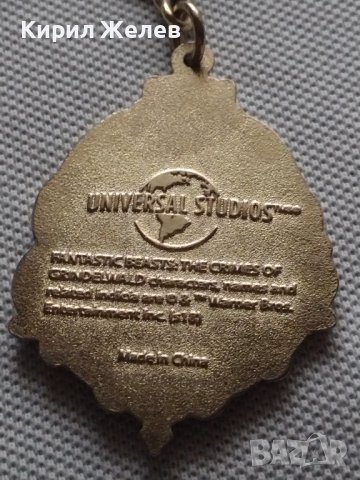 Кирил Желев
UNIVERSAL STUDIOS
FANTASTIC BEASTS: THE CRIMES OF
GRINDELWALD characters, names and
related indicia are © & ™ Warner Bros.
Entertainment Inc. (s18)
Made in China
BAZAR